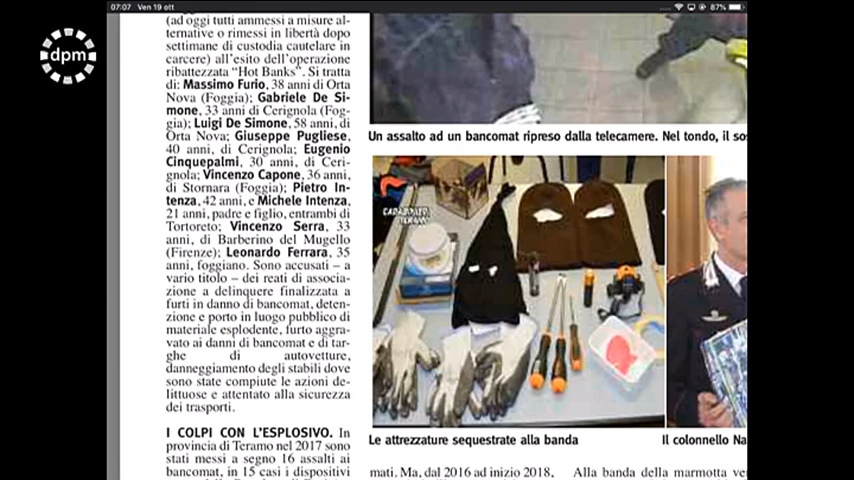 07:07 Ven 19 ott
87%
dpm
(ad oggi tutti ammessi a misure al-
ternative o rimessi in libertà dopo
settimane di custodia cautelare in
carcere) all'esito dell'operazione
ribattezzata “Hot Banks”. Si tratta
di: Massimo Furio, 38 anni di Orta
Nova (Foggia); Gabriele De Si-
mone, 33 anni di Cerignola (Fog-
gia); Luigi De Simone, 58 anni, di
Orta Nova; Giuseppe Pugliese,
40 anni, di Cerignola; Eugenio
Cinquepalmi, 30 anni, di Ceri-
gnola; Vincenzo Capone, 36 anni,
di Stornara (Foggia); Pietro In-
tenza, 42 anni, e Michele Intenza,
21 anni, padre e figlio, entrambi di
Tortoreto; Vincenzo Serra, 33
anni, di Barberino del Mugello
(Firenze); Leonardo Ferrara, 35
anni, foggiano. Sono accusati – a
vario titolo – dei reati di associa-
zione a delinquere finalizzata a
furti in danno di bancomat, deten-
zione e porto in luogo pubblico di
materiale esplodente, furto aggra-
vato ai danni di bancomat e di tar-
ghe di autovetture,
danneggiamento degli stabili dove
sono state compiute le azioni de-
littuose e attentato alla sicurezza
dei trasporti.
I COLPI CON L'ESPLOSIVO. In
provincia di Teramo nel 2017 sono
stati messi a segno 16 assalti ai
bancomat, in 15 casi i dispositivi
Un assalto ad un bancomat ripreso dalla telecamere. Nel tondo, il
CARABINIERI
TERAMO
Le attrezzature sequestrate alla banda
Il colonnello
mati. Ma, dal 2016 ad inizio 2018,
Alla banda della marmotta